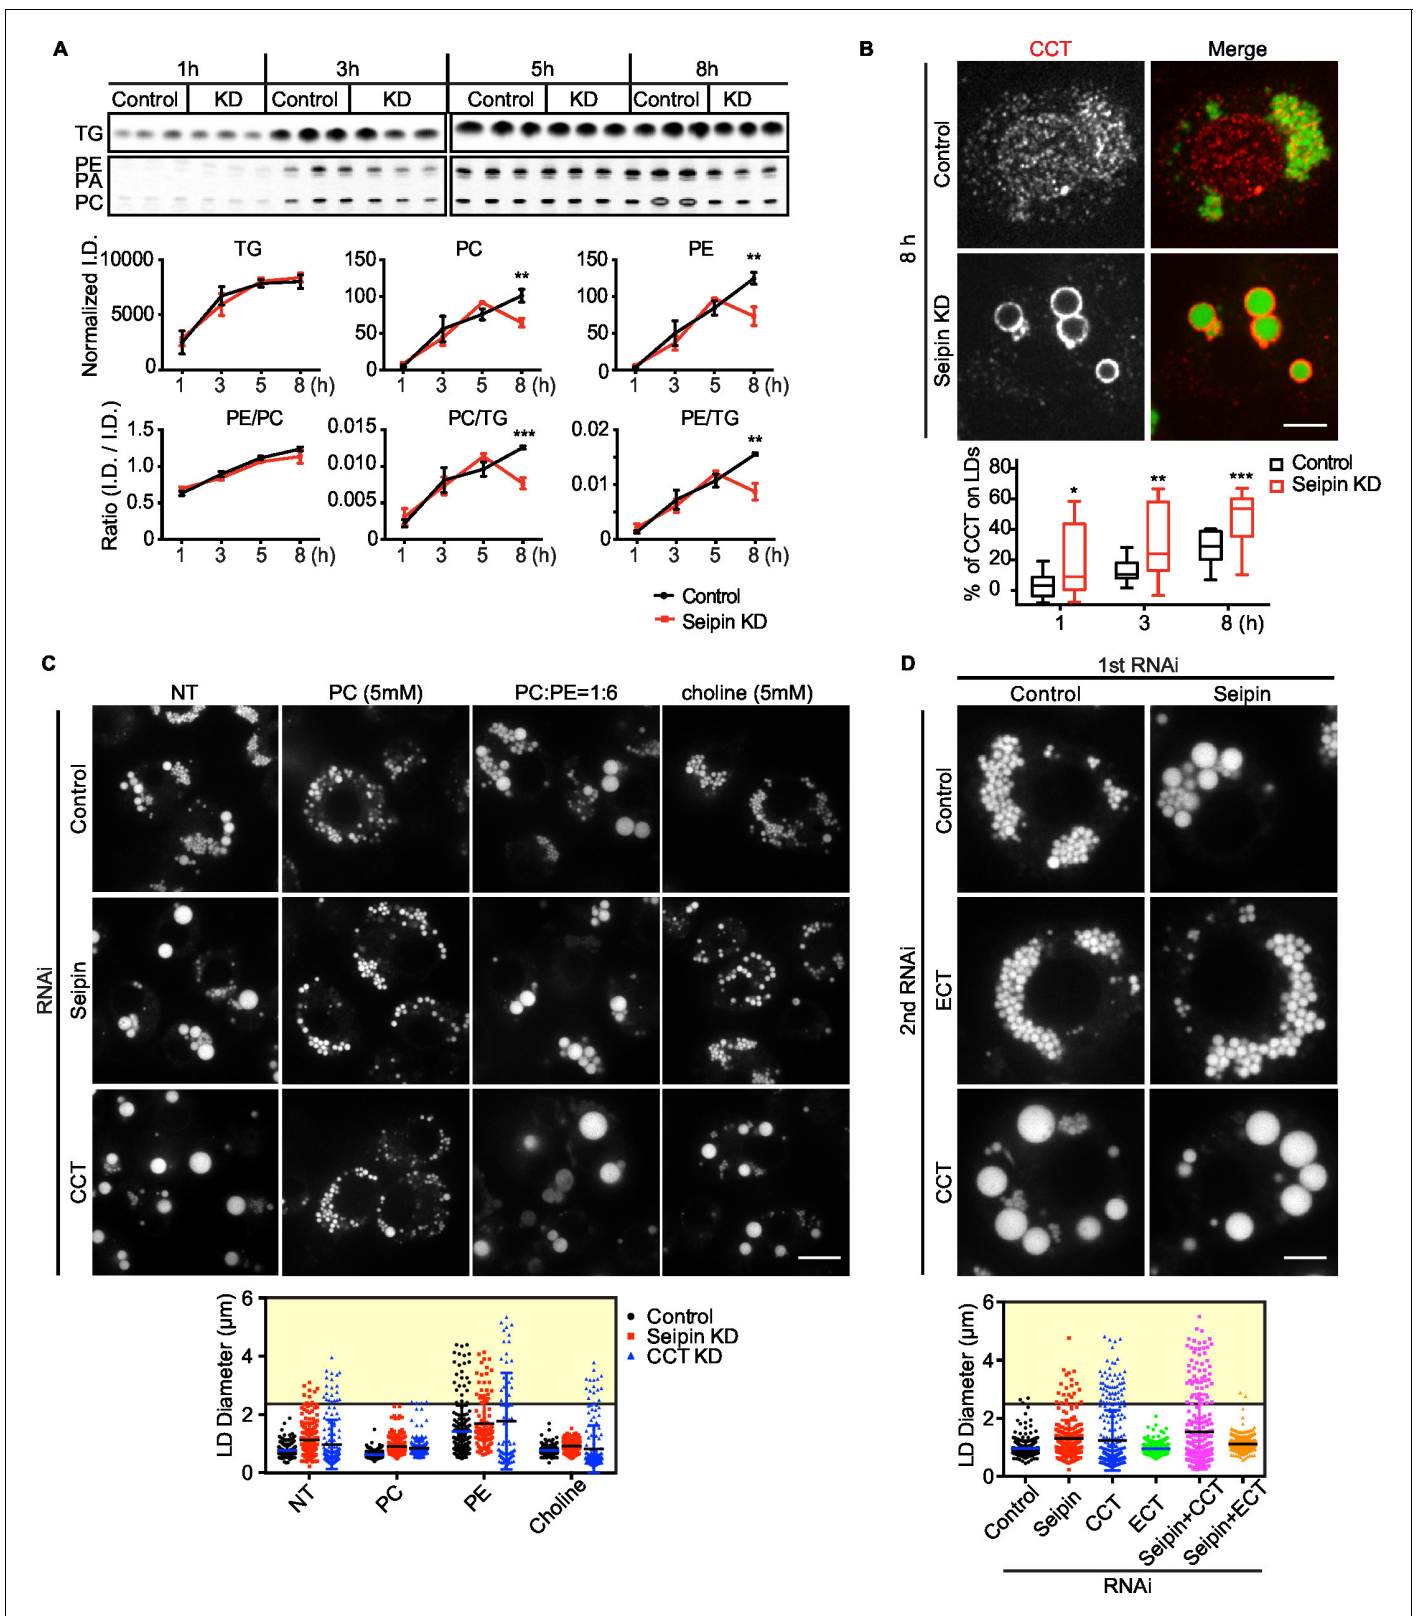 A
1h 3h 5h 8h
Control KD Control KD Control KD Control KD
TG
PE
PA
PC
Normalized I.D.
TG
10000
5000
0
1 3 5 8 (h)
PC
150
100
50
0
**
1 3 5 8 (h)
PE
150
100
50
0
**
1 3 5 8 (h)
Ratio (I.D. / I.D.)
PE/PC
1.5
1.0
0.5
0
1 3 5 8 (h)
PC/TG
0.015
0.010
0.005
0
***
1 3 5 8 (h)
PE/TG
0.02
0.01
0
**
1 3 5 8 (h)
Control
Seipin KD
B
CCT Merge
8 h
Control
Seipin KD
% of CCT on LDs
80
60
40
20
0
* ** ***
Control
Seipin KD
1 3 8 (h)
C
NT PC (5mM) PC:PE=1:6 choline (5mM)
RNAi
Control
Seipin
CCT
LD Diameter (µm)
6
4
2
0
Control
Seipin KD
CCT KD
NT PC PE Choline
D
1st RNAi
Control Seipin
2nd RNAi
Control
ECT
CCT
LD Diameter (µm)
6
4
2
0
Control Seipin CCT ECT Seipin+CCT Seipin+ECT
RNAi